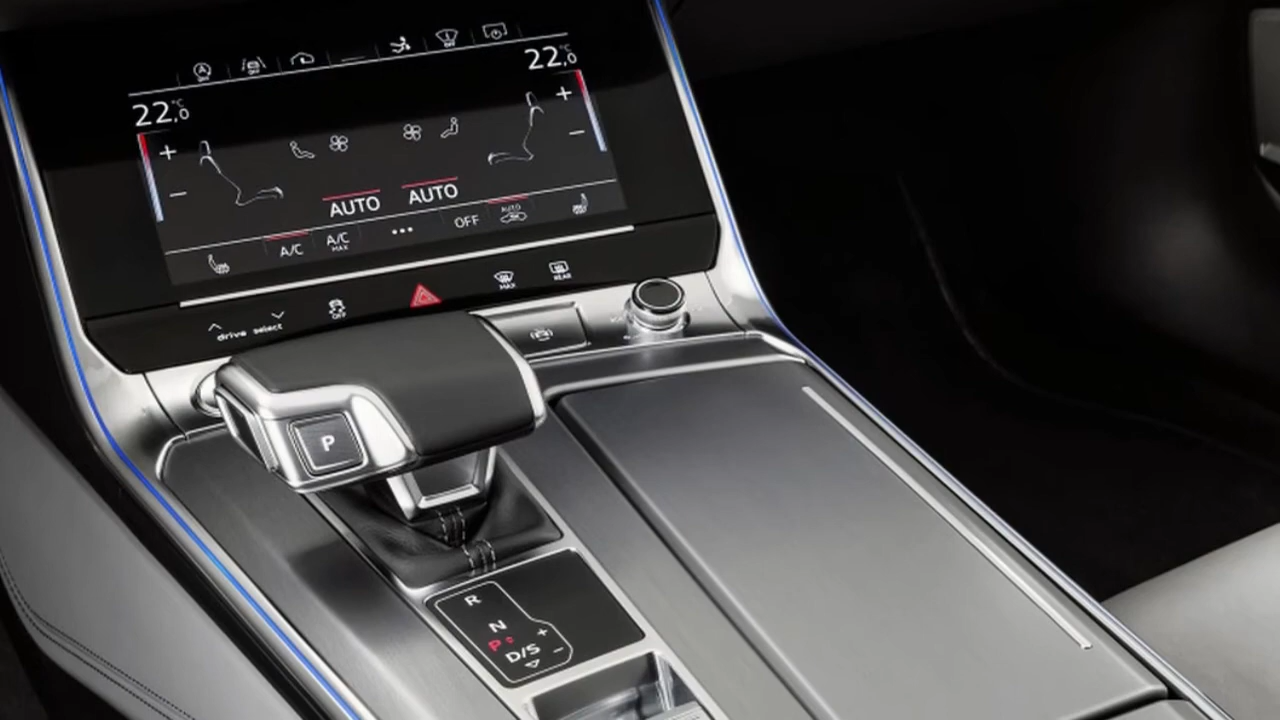 22,0 °C
22,0 °C
+
+
−
−
AUTO
AUTO
A/C
A/C
MAX
OFF
AUTO
drive select
OFF
MAX
REAR
P
R
N
P
D/S
+
−